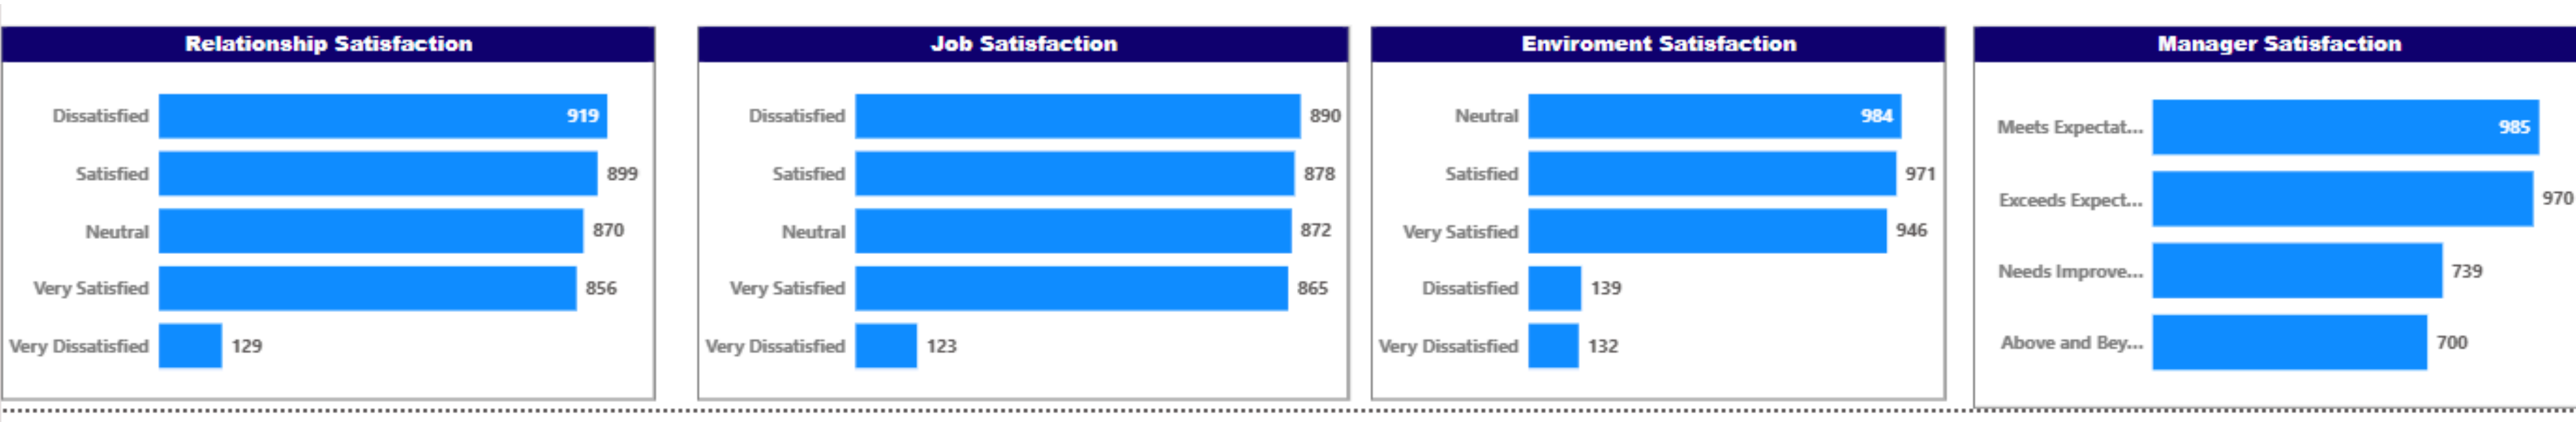 Relationship Satisfaction
Dissatisfied 919
Satisfied 899
Neutral 870
Very Satisfied 856
Very Dissatisfied 129
Job Satisfaction
Dissatisfied 890
Satisfied 878
Neutral 872
Very Satisfied 865
Very Dissatisfied 123
Enviroment Satisfaction
Neutral 984
Satisfied 971
Very Satisfied 946
Dissatisfied 139
Very Dissatisfied 132
Manager Satisfaction
Meets Expectat... 985
Exceeds Expect... 970
Needs Improve... 739
Above and Bey... 700